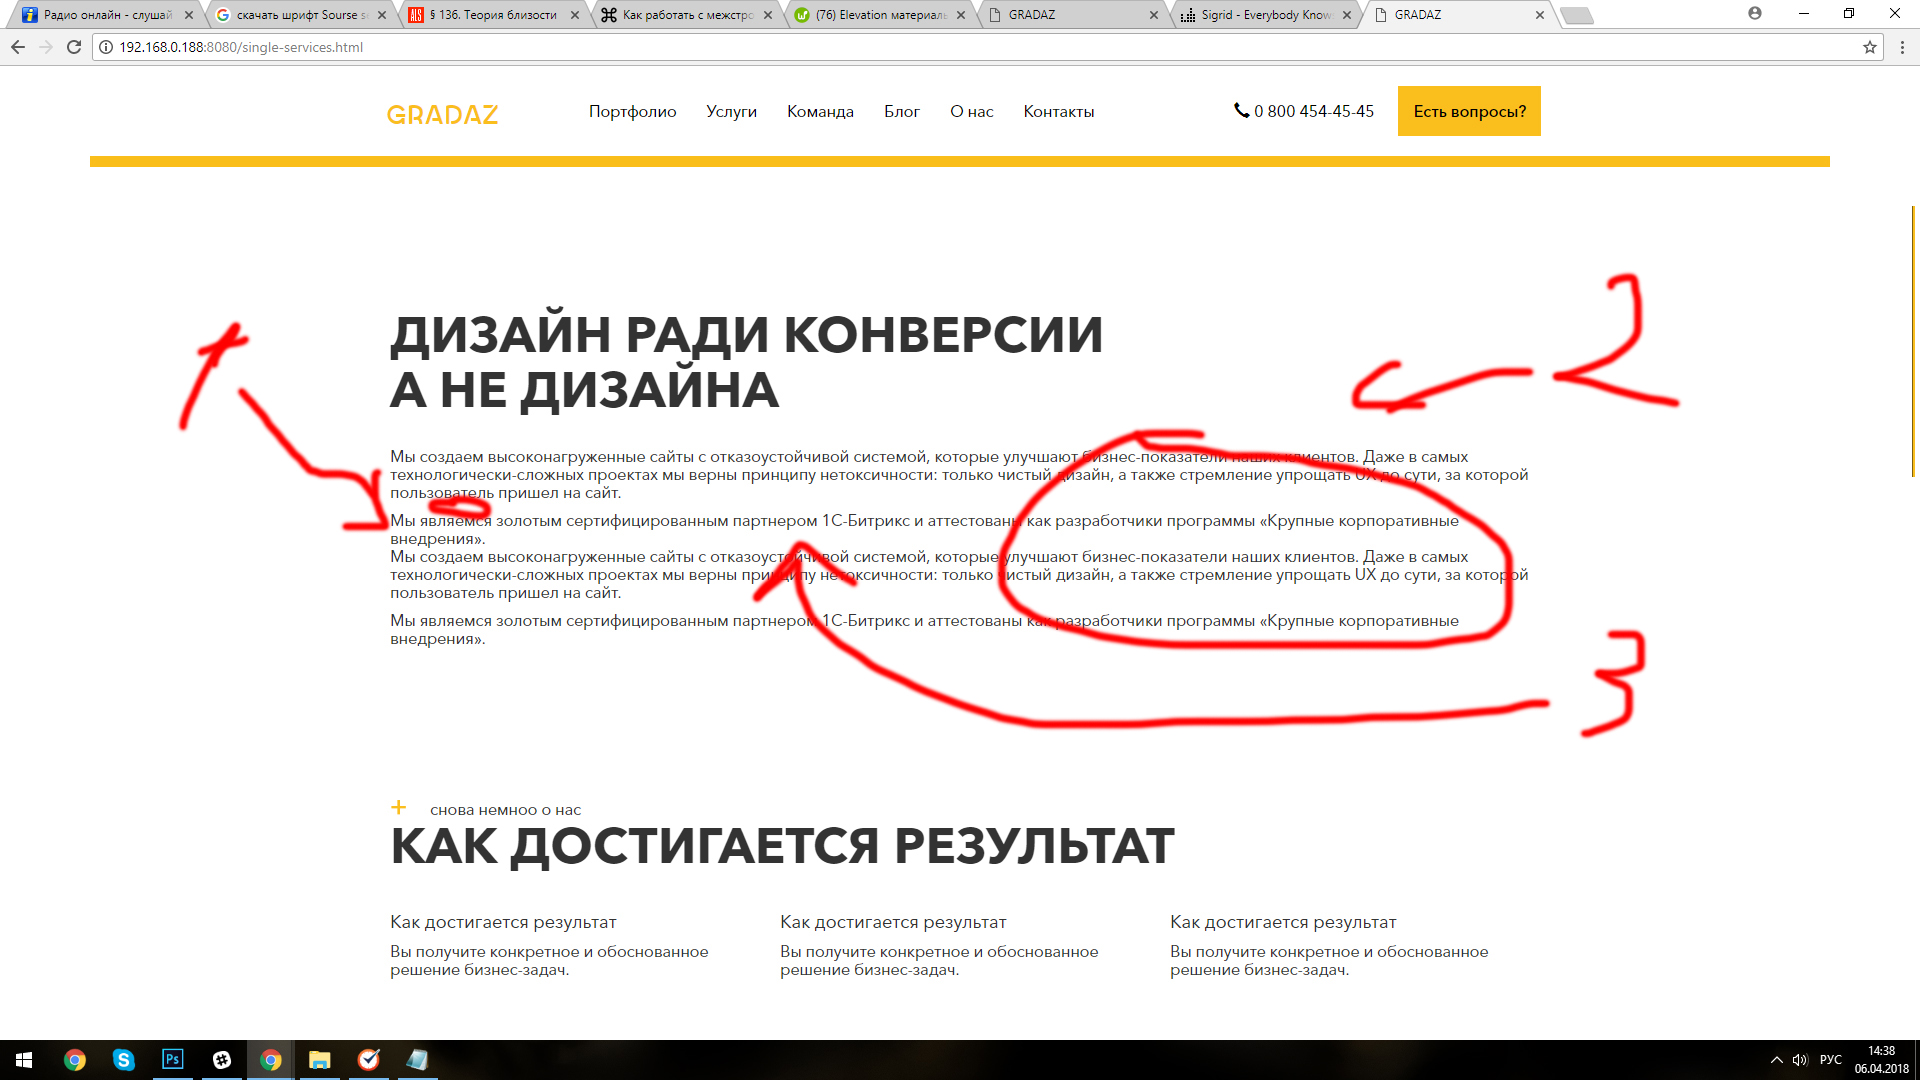 Радио онлайн - слушай
скачать шрифт Sourse s
§ 136. Теория близости
Как работать с межстр
(76) Elevation материаль
GRADAZ
Sigrid - Everybody Know
GRADAZ
192.168.0.188:8080/single-services.html
GRADAZ
Портфолио Услуги Команда Блог О нас Контакты
0 800 454-45-45
Есть вопросы?
ДИЗАЙН РАДИ КОНВЕРСИИ
А НЕ ДИЗАЙНА
1
2
Мы создаем высоконагруженные сайты с отказоустойчивой системой, которые улучшают бизнес-показатели наших клиентов. Даже в самых
технологически-сложных проектах мы верны принципу нетоксичности: только чистый дизайн, а также стремление упрощать UX до сути, за которой
пользователь пришел на сайт.
Мы являемся золотым сертифицированным партнером 1С-Битрикс и аттестованы как разработчики программы «Крупные корпоративные
внедрения».
Мы создаем высоконагруженные сайты с отказоустойчивой системой, которые улучшают бизнес-показатели наших клиентов. Даже в самых
технологически-сложных проектах мы верны принципу нетоксичности: только чистый дизайн, а также стремление упрощать UX до сути, за которой
пользователь пришел на сайт.
Мы являемся золотым сертифицированным партнером 1С-Битрикс и аттестованы как разработчики программы «Крупные корпоративные
внедрения».
3
+ снова немноо о нас
КАК ДОСТИГАЕТСЯ РЕЗУЛЬТАТ
Как достигается результат
Вы получите конкретное и обоснованное
решение бизнес-задач.
Как достигается результат
Вы получите конкретное и обоснованное
решение бизнес-задач.
Как достигается результат
Вы получите конкретное и обоснованное
решение бизнес-задач.
Ps
РУС
14:38
06.04.2018